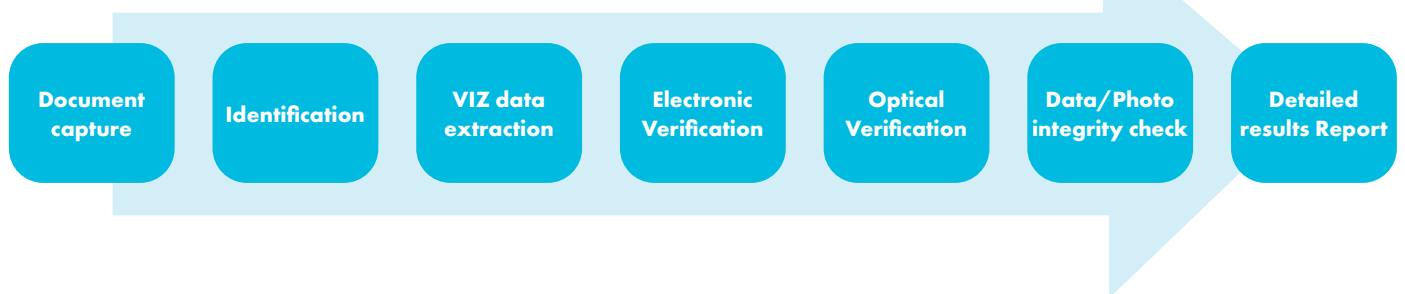 Document
capture
Identification
VIZ data
extraction
Electronic
Verification
Optical
Verification
Data/Photo
integrity check
Detailed
results Report